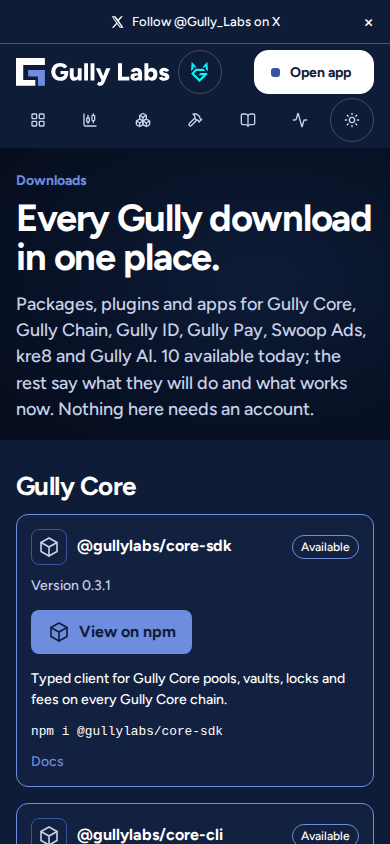 Follow @Gully_Labs on X
×
Gully Labs
Open app
Downloads
Every Gully download
in one place.
Packages, plugins and apps for Gully Core,
Gully Chain, Gully ID, Gully Pay, Swoop Ads,
kre8 and Gully AI. 10 available today; the
rest say what they will do and what works
now. Nothing here needs an account.
Gully Core
@gullylabs/core-sdk
Available
Version 0.3.1
View on npm
Typed client for Gully Core pools, vaults, locks and
fees on every Gully Core chain.
npm i @gullylabs/core-sdk
Docs
@gullylabs/core-cli
Available